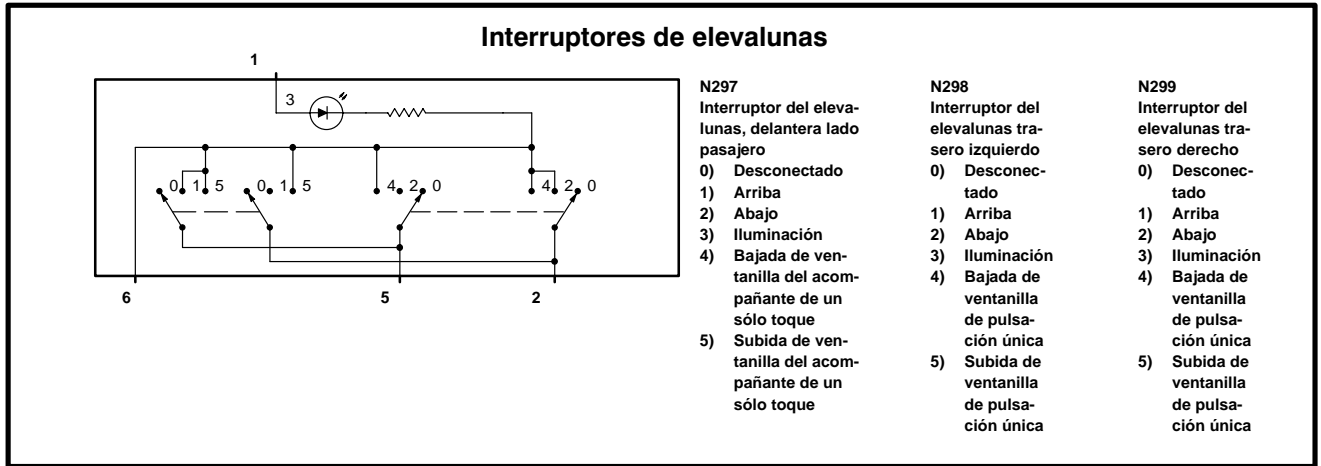 Interruptores de elevalunas
1
3
0 1 5 0 1 5 4 2 0 4 2 0
6 5 2
N297
Interruptor del eleva-
lunas, delantera lado
pasajero
0) Desconectado
1) Arriba
2) Abajo
3) Iluminación
4) Bajada de ven-
tanilla del acom-
pañante de un
sólo toque
5) Subida de ven-
tanilla del acom-
pañante de un
sólo toque
N298
Interruptor del
elevalunas tra-
sero izquierdo
0) Desconec-
tado
1) Arriba
2) Abajo
3) Iluminación
4) Bajada de
ventanilla
de pulsa-
ción única
5) Subida de
ventanilla
de pulsa-
ción única
N299
Interruptor del
elevalunas tra-
sero derecho
0) Desconec-
tado
1) Arriba
2) Abajo
3) Iluminación
4) Bajada de
ventanilla
de pulsa-
ción única
5) Subida de
ventanilla
de pulsa-
ción única